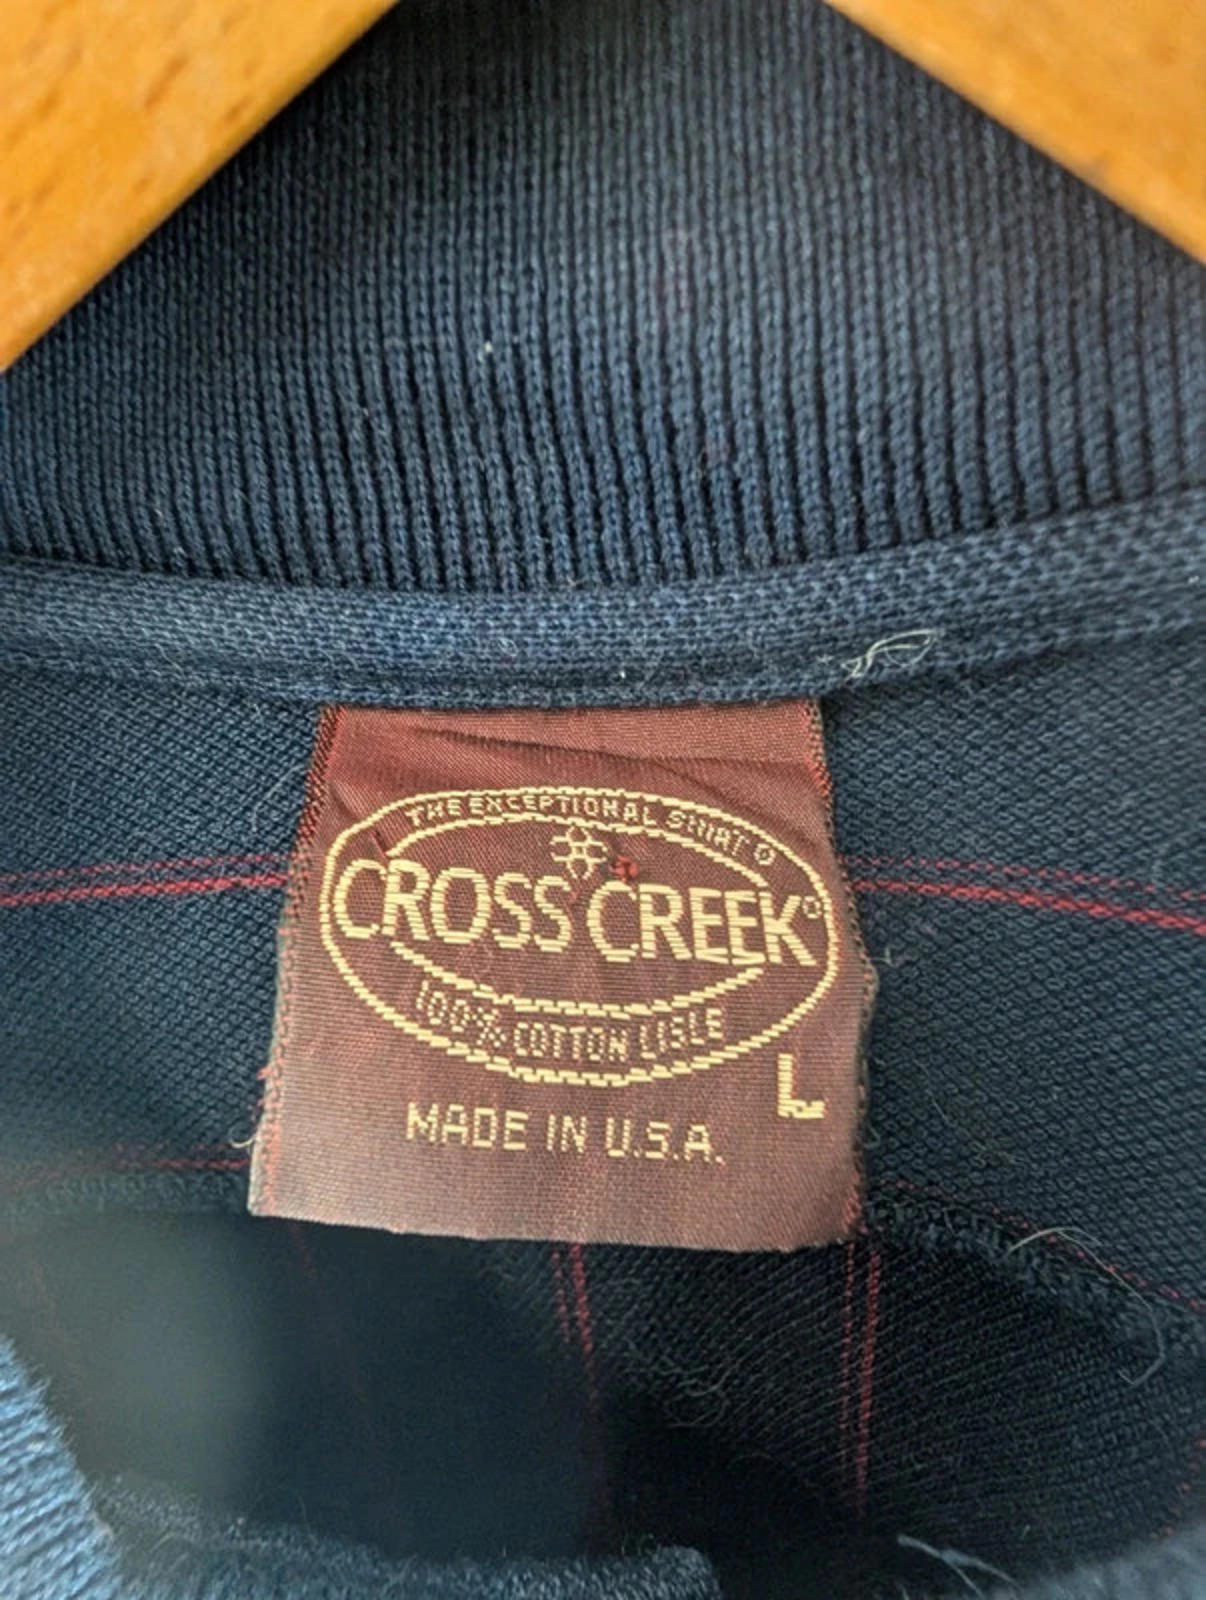 THE EXCEPTIONAL SHIRT®
CROSS CREEK®
100% COTTON LISLE
L
MADE IN U.S.A.